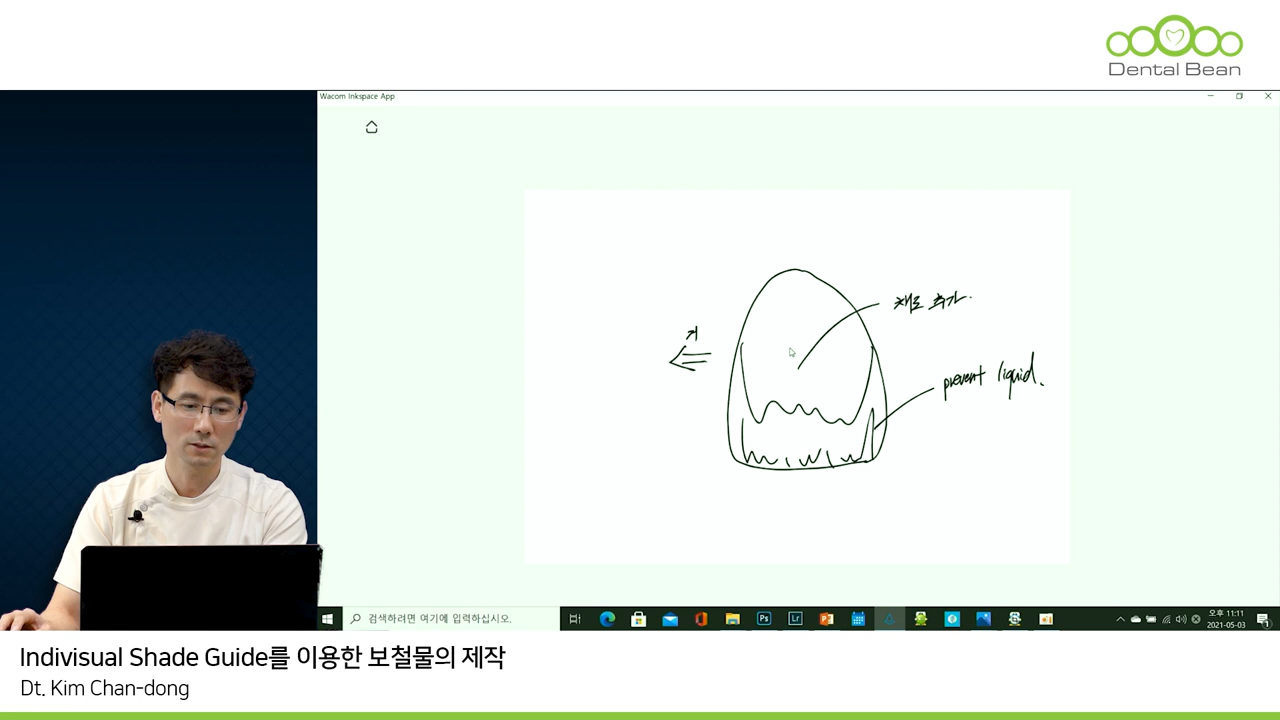 Dental Bean
Wacom Inkspace App
채로 추가.
prevent liquid.
검색하려면 여기에 입력하십시오.
오후 11:11
2021-05-03
Indivisual Shade Guide를 이용한 보철물의 제작
Dt. Kim Chan-dong